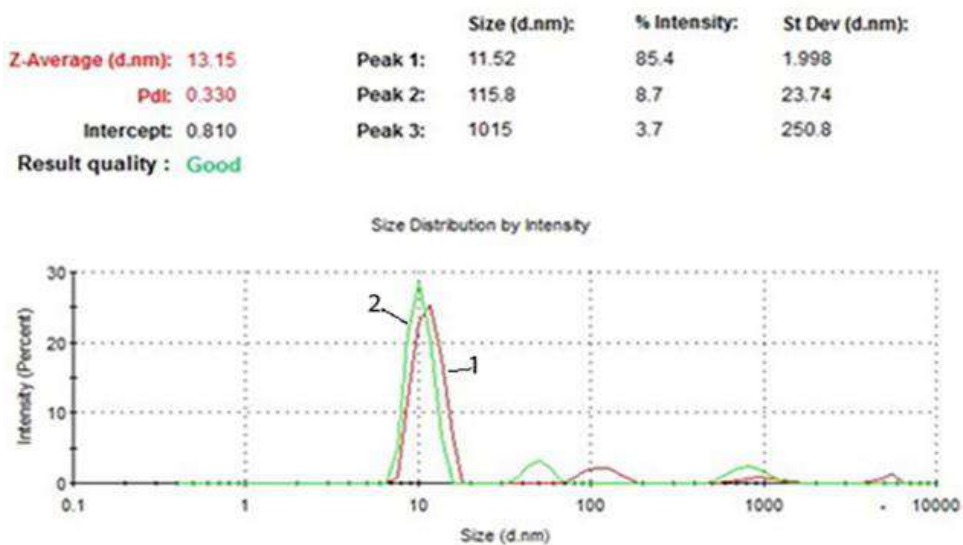 Size (d.nm): % Intensity: St Dev (d.nm):
Z-Average (d.nm): 13.15 Peak 1: 11.52 85.4 1.998
PdI: 0.330 Peak 2: 115.8 8.7 23.74
Intercept: 0.810 Peak 3: 1015 3.7 250.8
Result quality : Good
Size Distribution by Intensity
Intensity (Percent)
30
20
10
0
2
1
0.1 1 10 100 1000 10000
Size (d.nm)